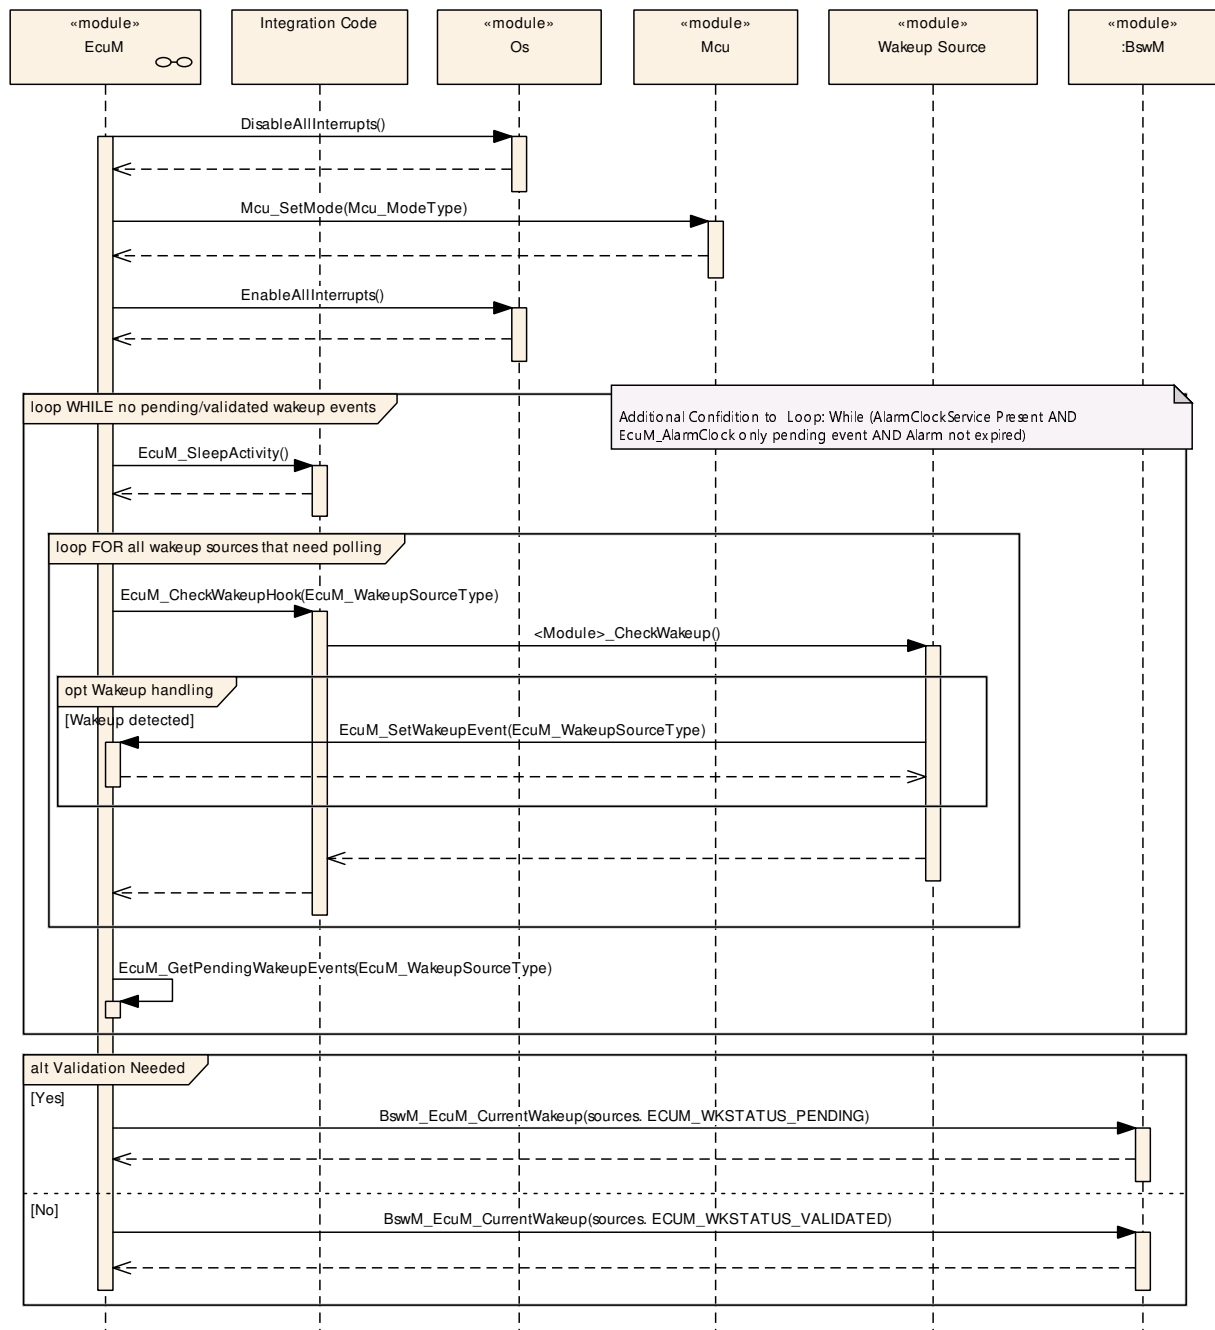 «module»
EcuM
Integration Code
«module»
Os
«module»
Mcu
«module»
Wakeup Source
«module»
:BswM
DisableAllInterrupts()
Mcu_SetMode(Mcu_ModeType)
EnableAllInterrupts()
loop WHILE no pending/validated wakeup events
Additional Confidition to Loop: While (AlarmClockService Present AND
EcuM_AlarmClock only pending event AND Alarm not expired)
EcuM_SleepActivity()
loop FOR all wakeup sources that need polling
EcuM_CheckWakeupHook(EcuM_WakeupSourceType)
<Module>_CheckWakeup()
opt Wakeup handling
[Wakeup detected]
EcuM_SetWakeupEvent(EcuM_WakeupSourceType)
EcuM_GetPendingWakeupEvents(EcuM_WakeupSourceType)
alt Validation Needed
[Yes]
BswM_EcuM_CurrentWakeup(sources. ECUM_WKSTATUS_PENDING)
[No]
BswM_EcuM_CurrentWakeup(sources. ECUM_WKSTATUS_VALIDATED)